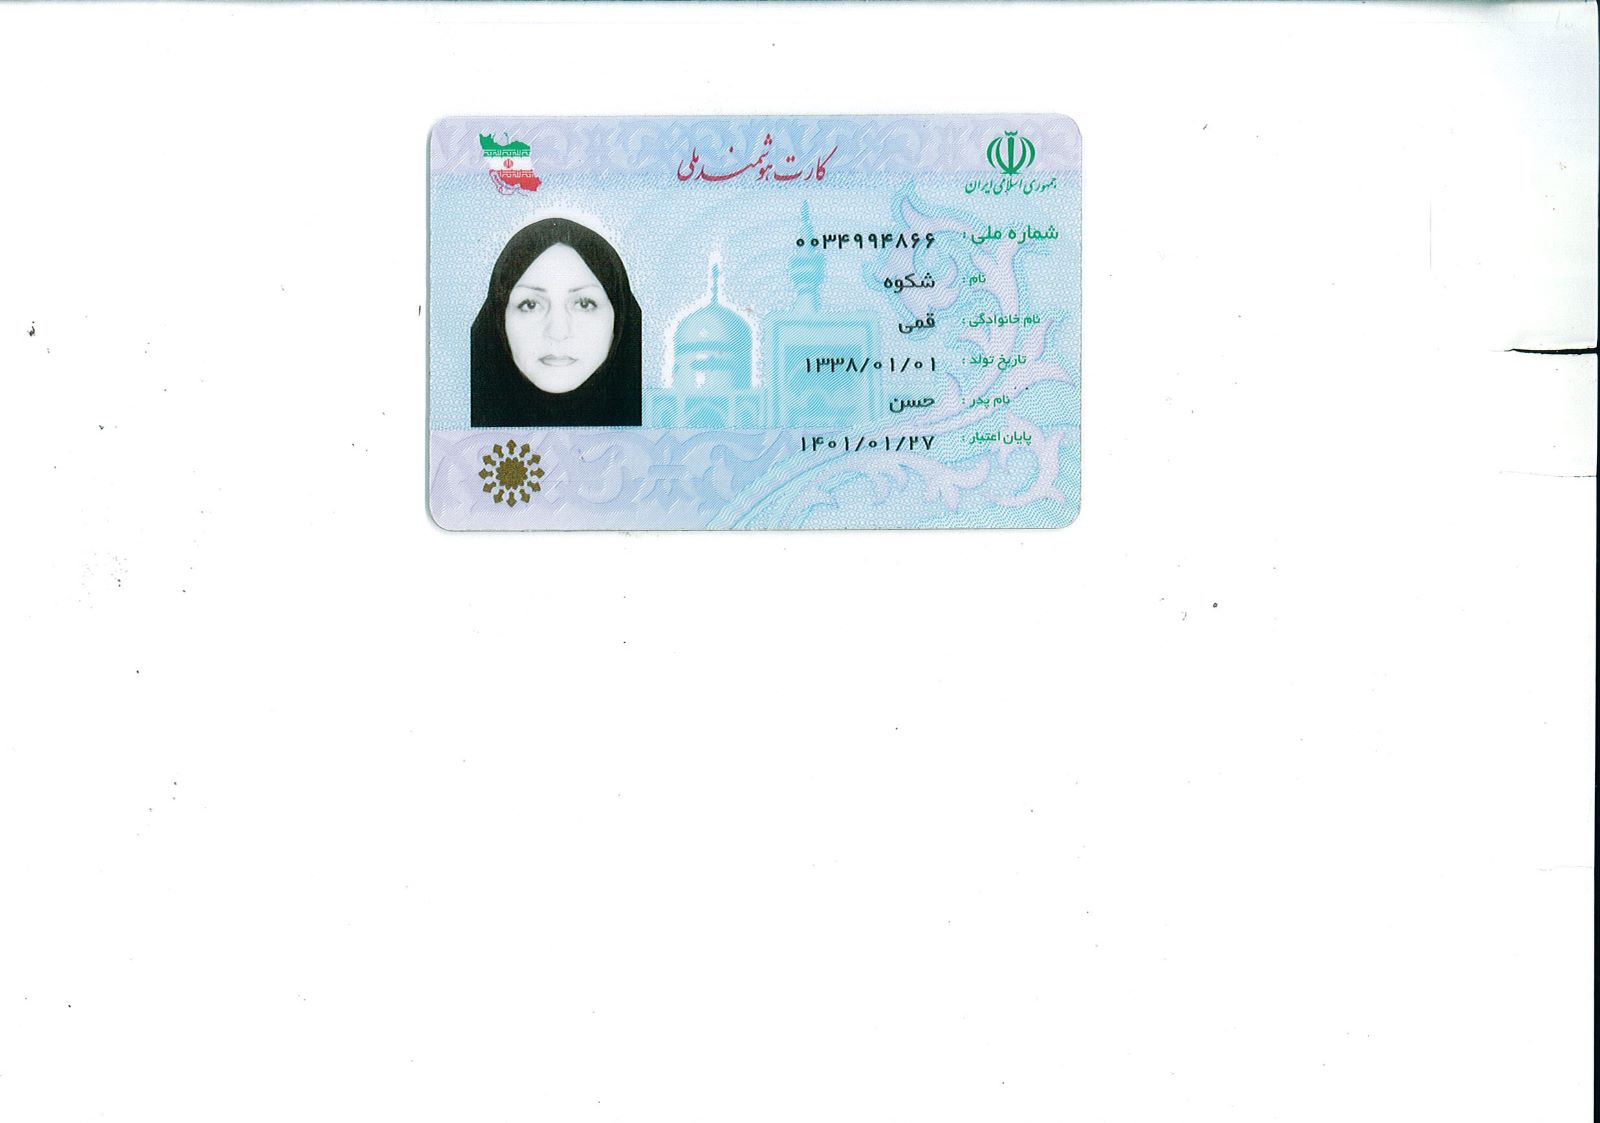 جمهوری اسلامی ایران
کارت هوشمند ملی
شماره ملی : ۰۰۳۴۹۹۴۸۶۶
نام : شکوه
نام خانوادگی : قمی
تاریخ تولد : ۱۳۳۸/۰۱/۰۱
نام پدر : حسن
پایان اعتبار : ۱۴۰۱/۰۱/۲۷